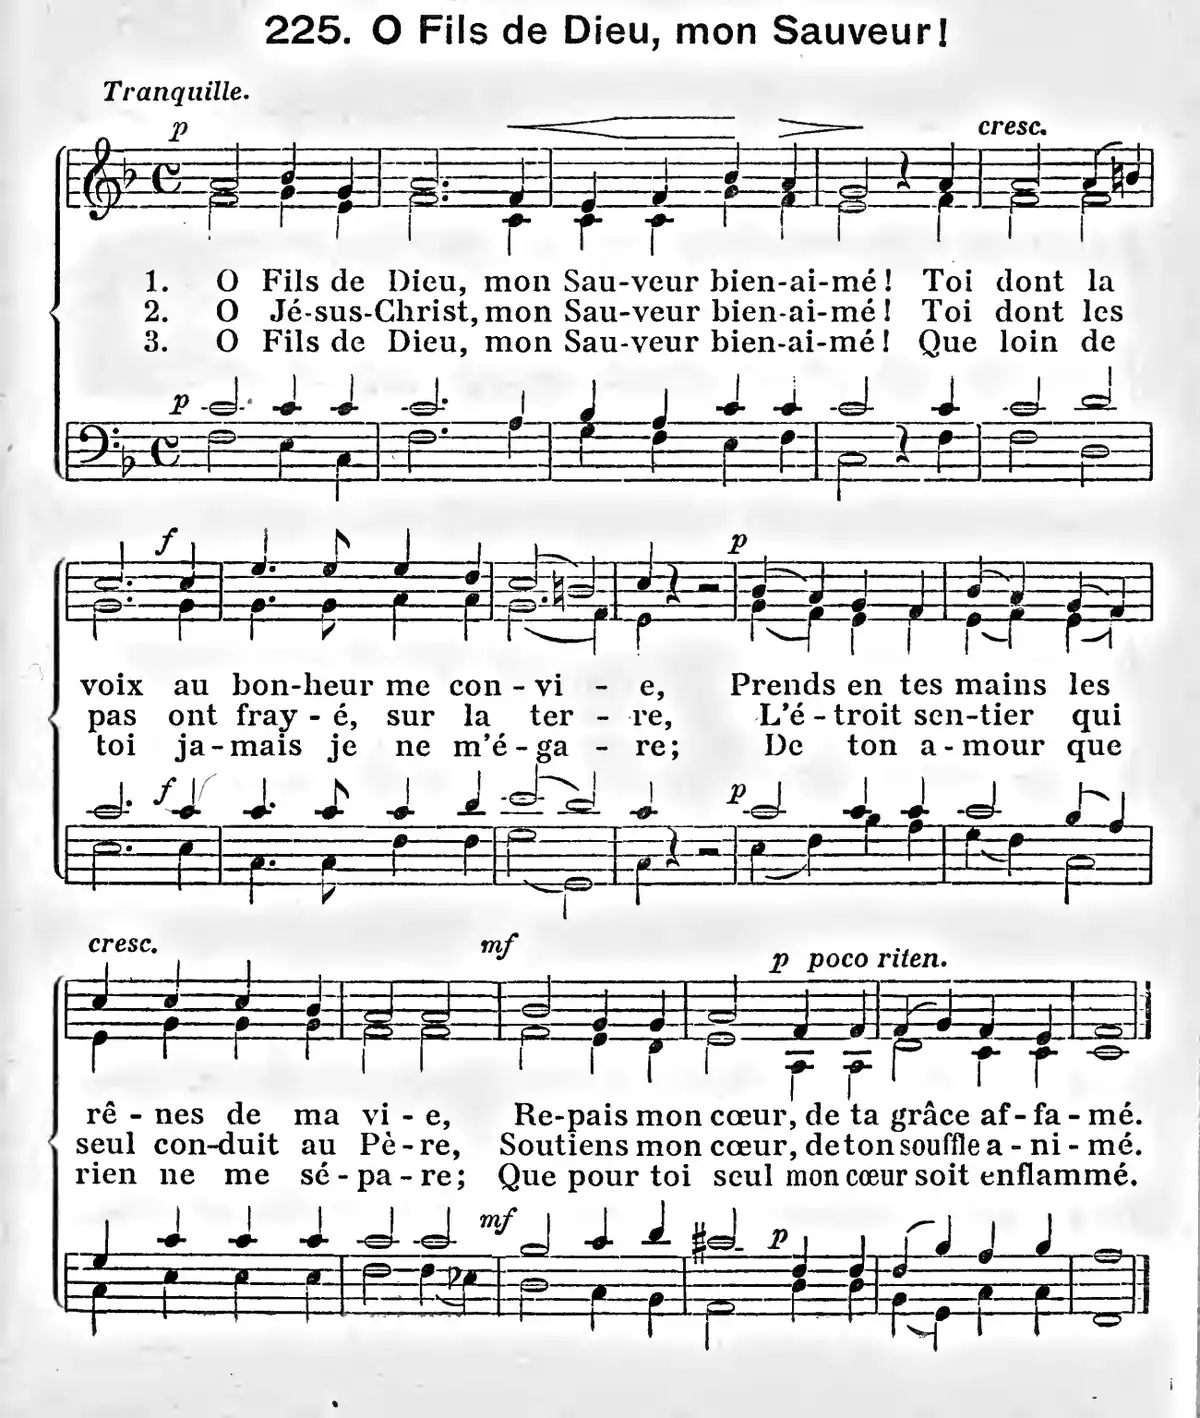 225. O Fils de Dieu, mon Sauveur!
Tranquille.
p cresc.
1. O Fils de Dieu, mon Sau-veur bien-ai-mé! Toi dont la
2. O Jé-sus-Christ, mon Sau-veur bien-ai-mé! Toi dont les
3. O Fils de Dieu, mon Sau-veur bien-ai-mé! Que loin de
p
f p
voix au bon-heur me con-vi - e, Prends en tes mains les
pas ont fray-é, sur la ter - re, L'é-troit sen-tier qui
toi ja-mais je ne m'é-ga - re; De ton a-mour que
f p
cresc. mf p poco riten.
rê - nes de ma vi - e, Re-pais mon cœur, de ta grâce af-fa-mé.
seul con-duit au Pè-re, Soutiens mon cœur, de ton souffle a-ni-mé.
rien ne me sé-pa-re; Que pour toi seul mon cœur soit enflammé.
mf p